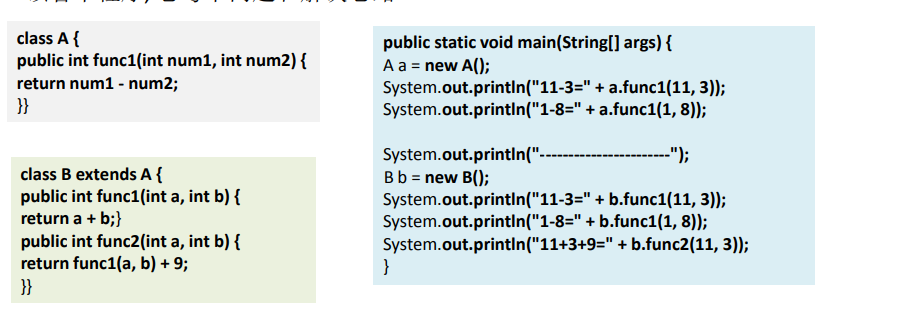 class A {
public int func1(int num1, int num2) {
return num1 - num2;
}}
class B extends A {
public int func1(int a, int b) {
return a + b;}
public int func2(int a, int b) {
return func1(a, b) + 9;
}}
public static void main(String[] args) {
A a = new A();
System.out.println("11-3=" + a.func1(11, 3));
System.out.println("1-8=" + a.func1(1, 8));
System.out.println("-----------------------");
B b = new B();
System.out.println("11-3=" + b.func1(11, 3));
System.out.println("1-8=" + b.func1(1, 8));
System.out.println("11+3+9=" + b.func2(11, 3));
}